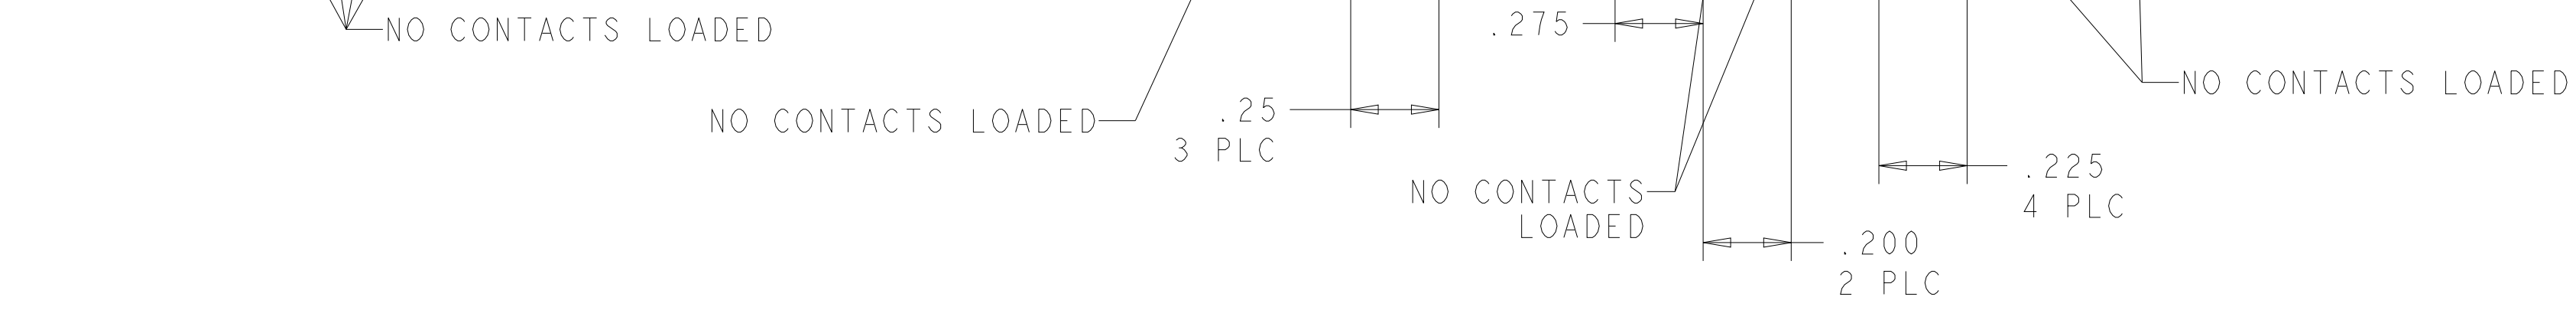 NO CONTACTS LOADED
.275
NO CONTACTS LOADED
NO CONTACTS LOADED
.25
3 PLC
.225
4 PLC
NO CONTACTS
LOADED
.200
2 PLC